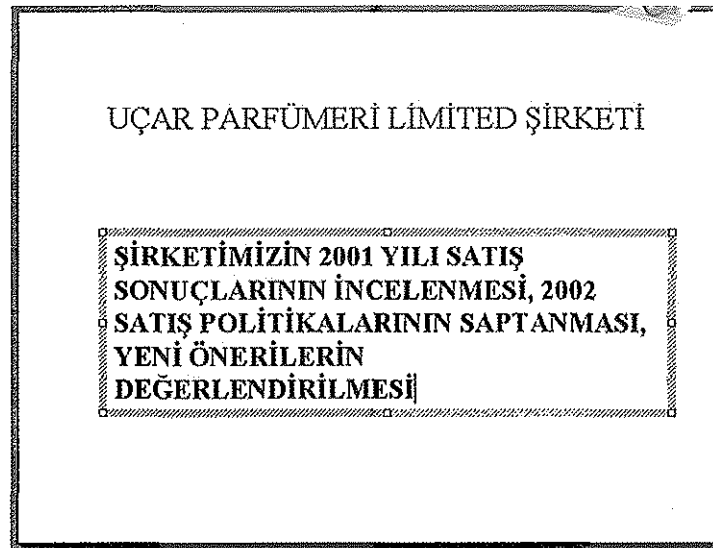 UÇAR PARFÜMERİ LİMİTED ŞİRKETİ
ŞİRKETİMİZİN 2001 YILI SATIŞ
SONUÇLARININ İNCELENMESİ, 2002
SATIŞ POLİTİKALARININ SAPTANMASI,
YENİ ÖNERİLERİN
DEĞERLENDİRİLMESİ